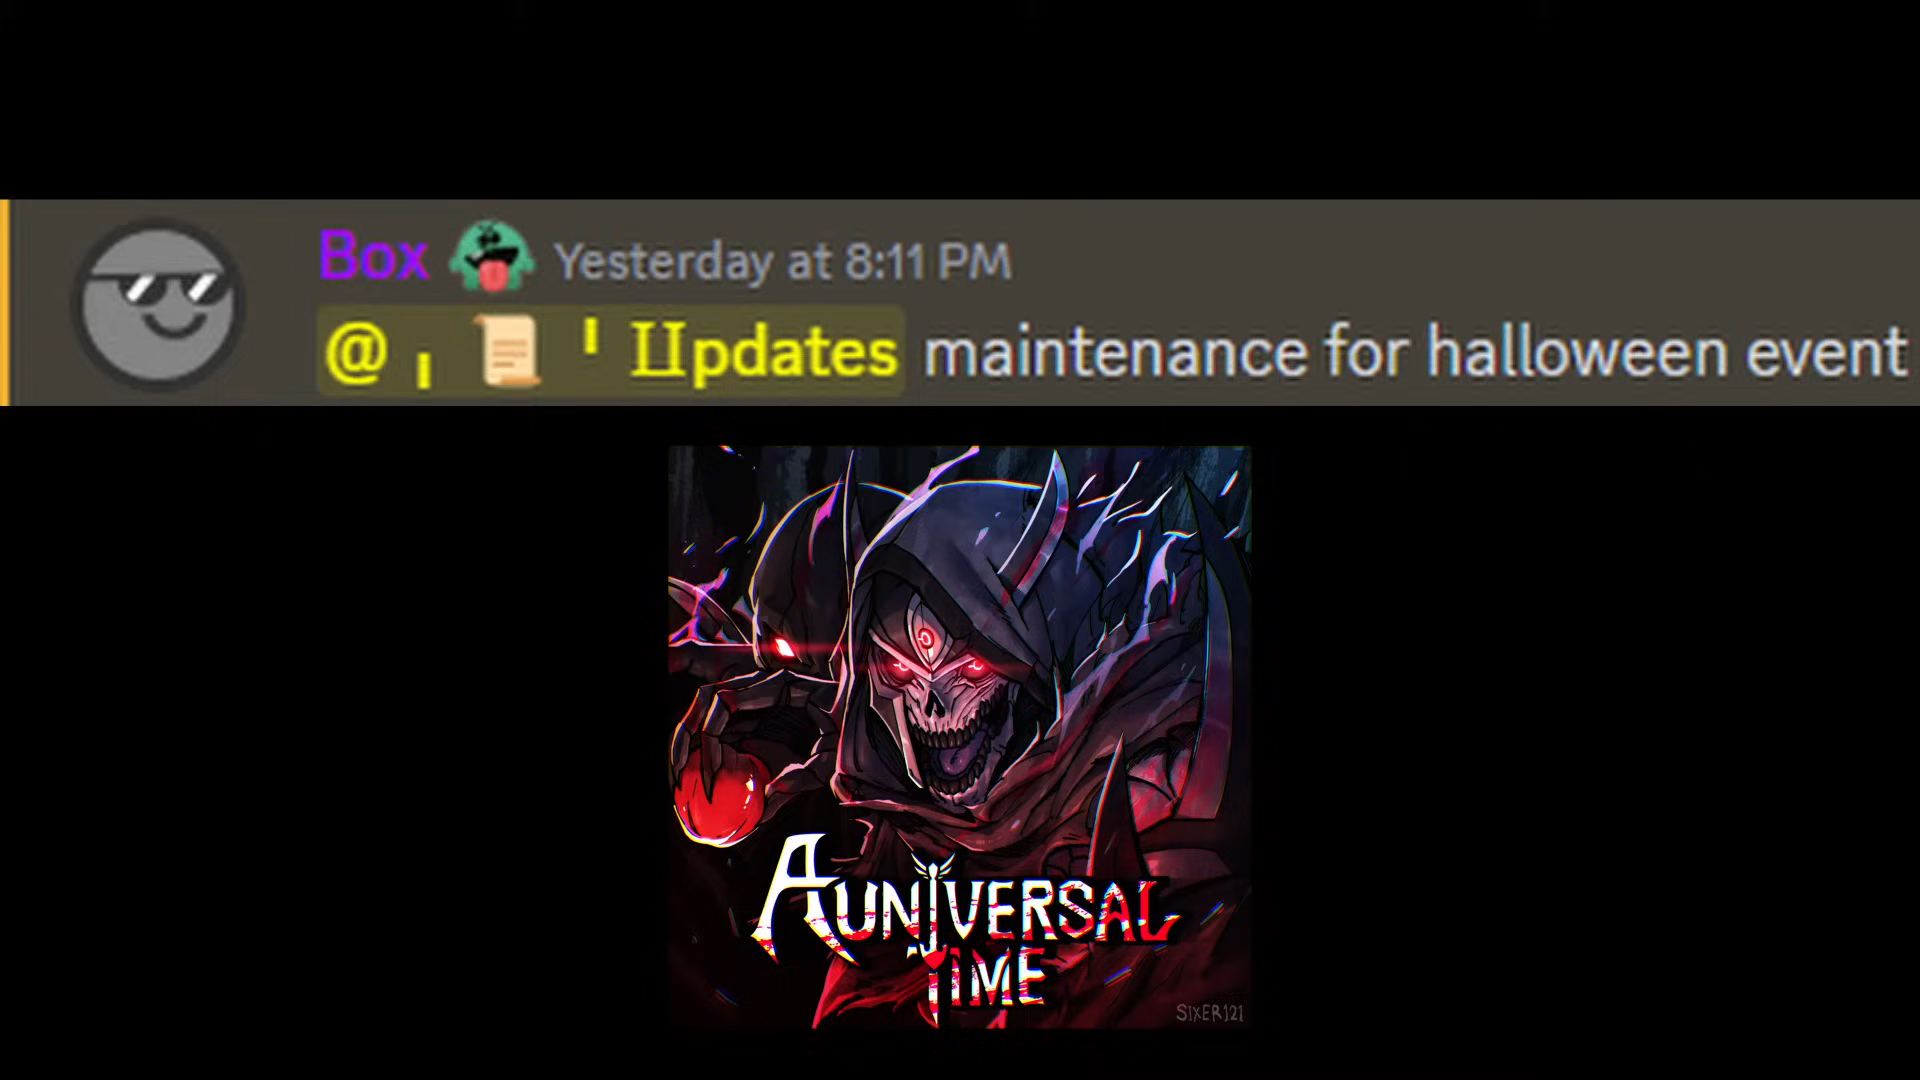 Box Yesterday at 8:11 PM
@╷📜╵Updates maintenance for halloween event
A UNIVERSAL
TIME
SIXER121